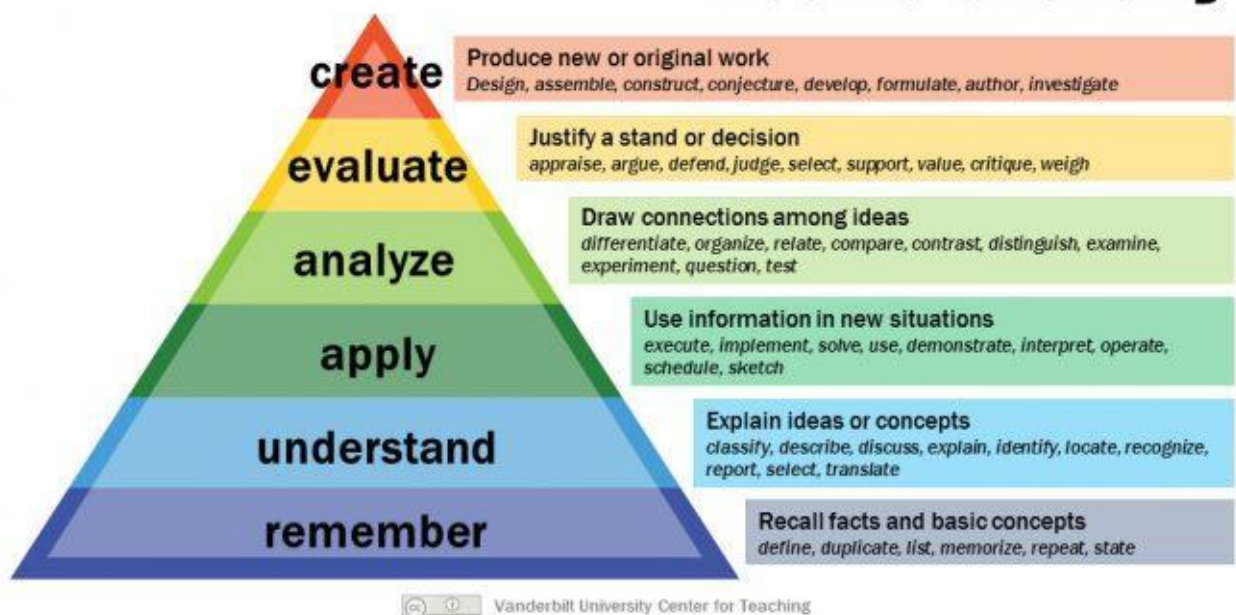 create
Produce new or original work
Design, assemble, construct, conjecture, develop, formulate, author, investigate
evaluate
Justify a stand or decision
appraise, argue, defend, judge, select, support, value, critique, weigh
analyze
Draw connections among ideas
differentiate, organize, relate, compare, contrast, distinguish, examine,
experiment, question, test
apply
Use information in new situations
execute, implement, solve, use, demonstrate, interpret, operate,
schedule, sketch
understand
Explain ideas or concepts
classify, describe, discuss, explain, identify, locate, recognize,
report, select, translate
remember
Recall facts and basic concepts
define, duplicate, list, memorize, repeat, state
cc
Vanderbilt University Center for Teaching